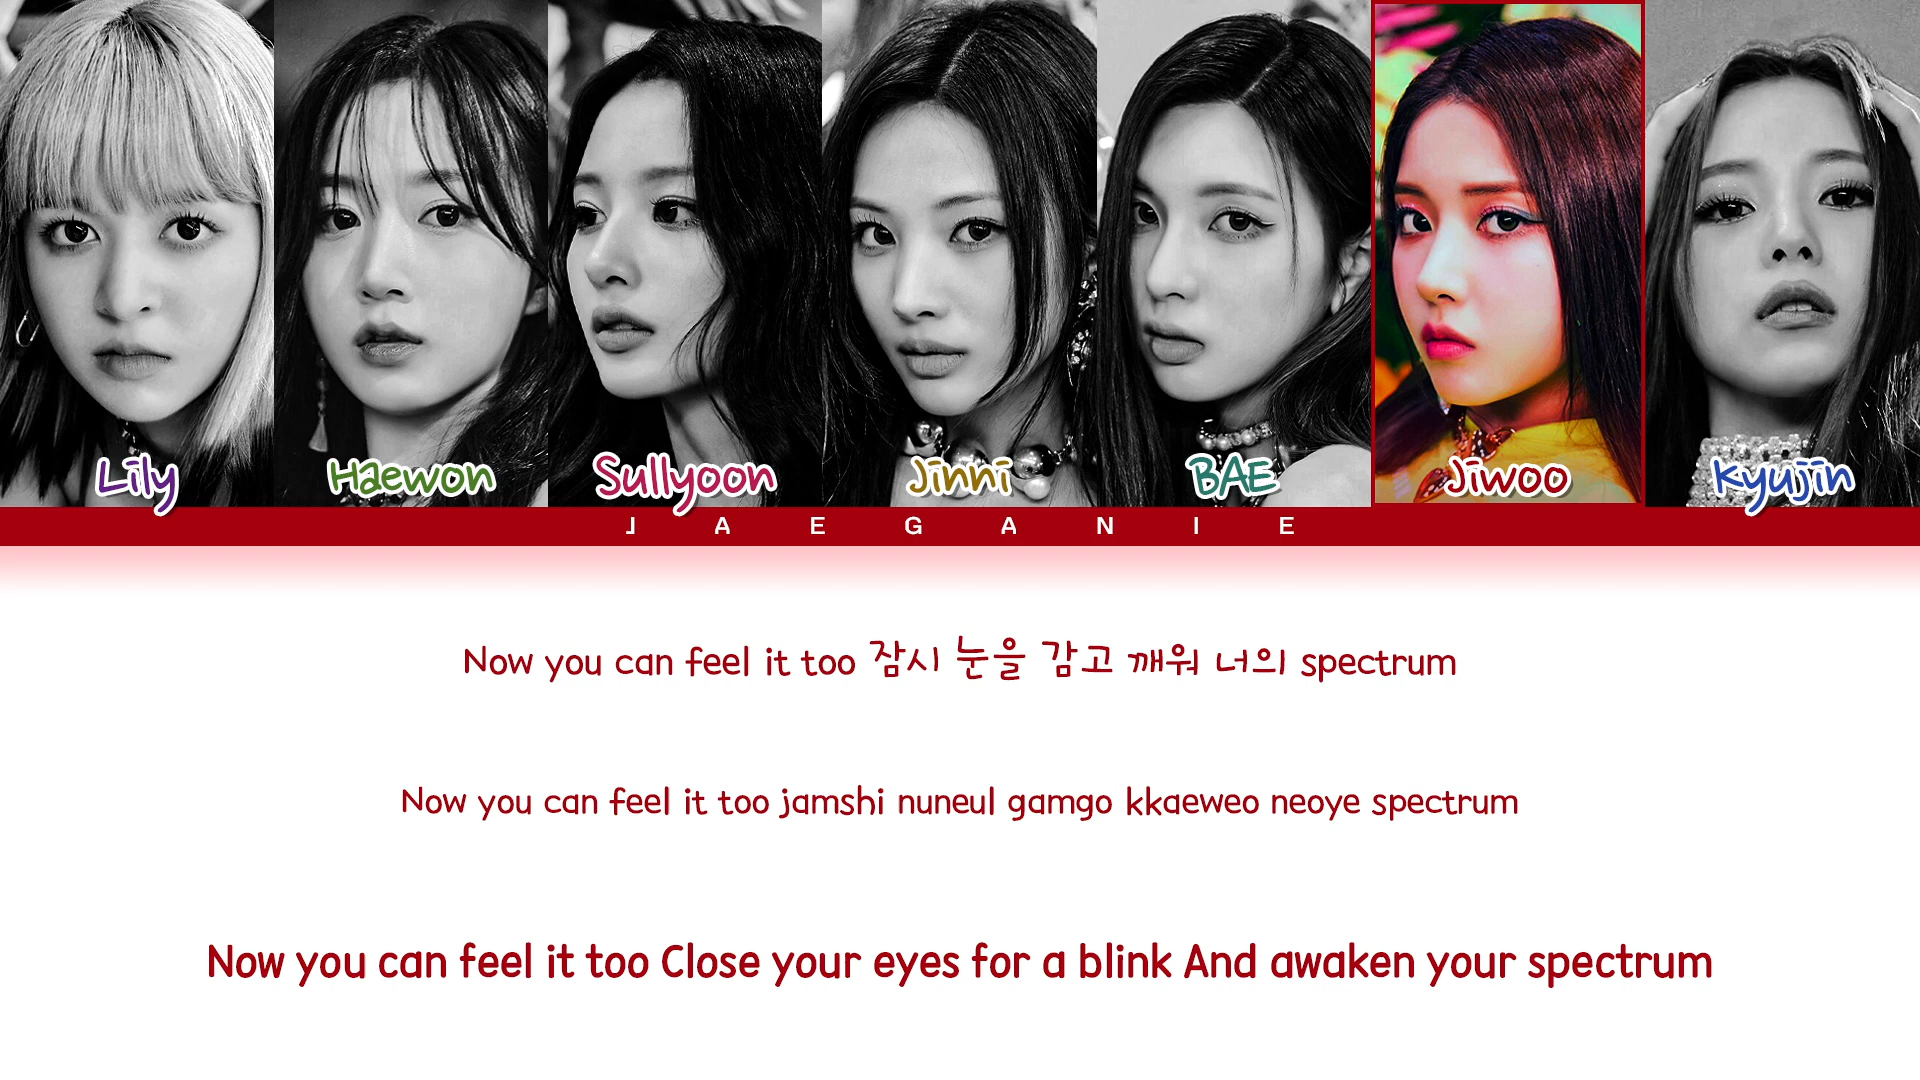 Lily Haewon Sullyoon Jinni BAE Jiwoo Kyujin
JAEGANIE
Now you can feel it too 잠시 눈을 감고 깨워 너의 spectrum
Now you can feel it too jamshi nuneul gamgo kkaeweo neoye spectrum
Now you can feel it too Close your eyes for a blink And awaken your spectrum